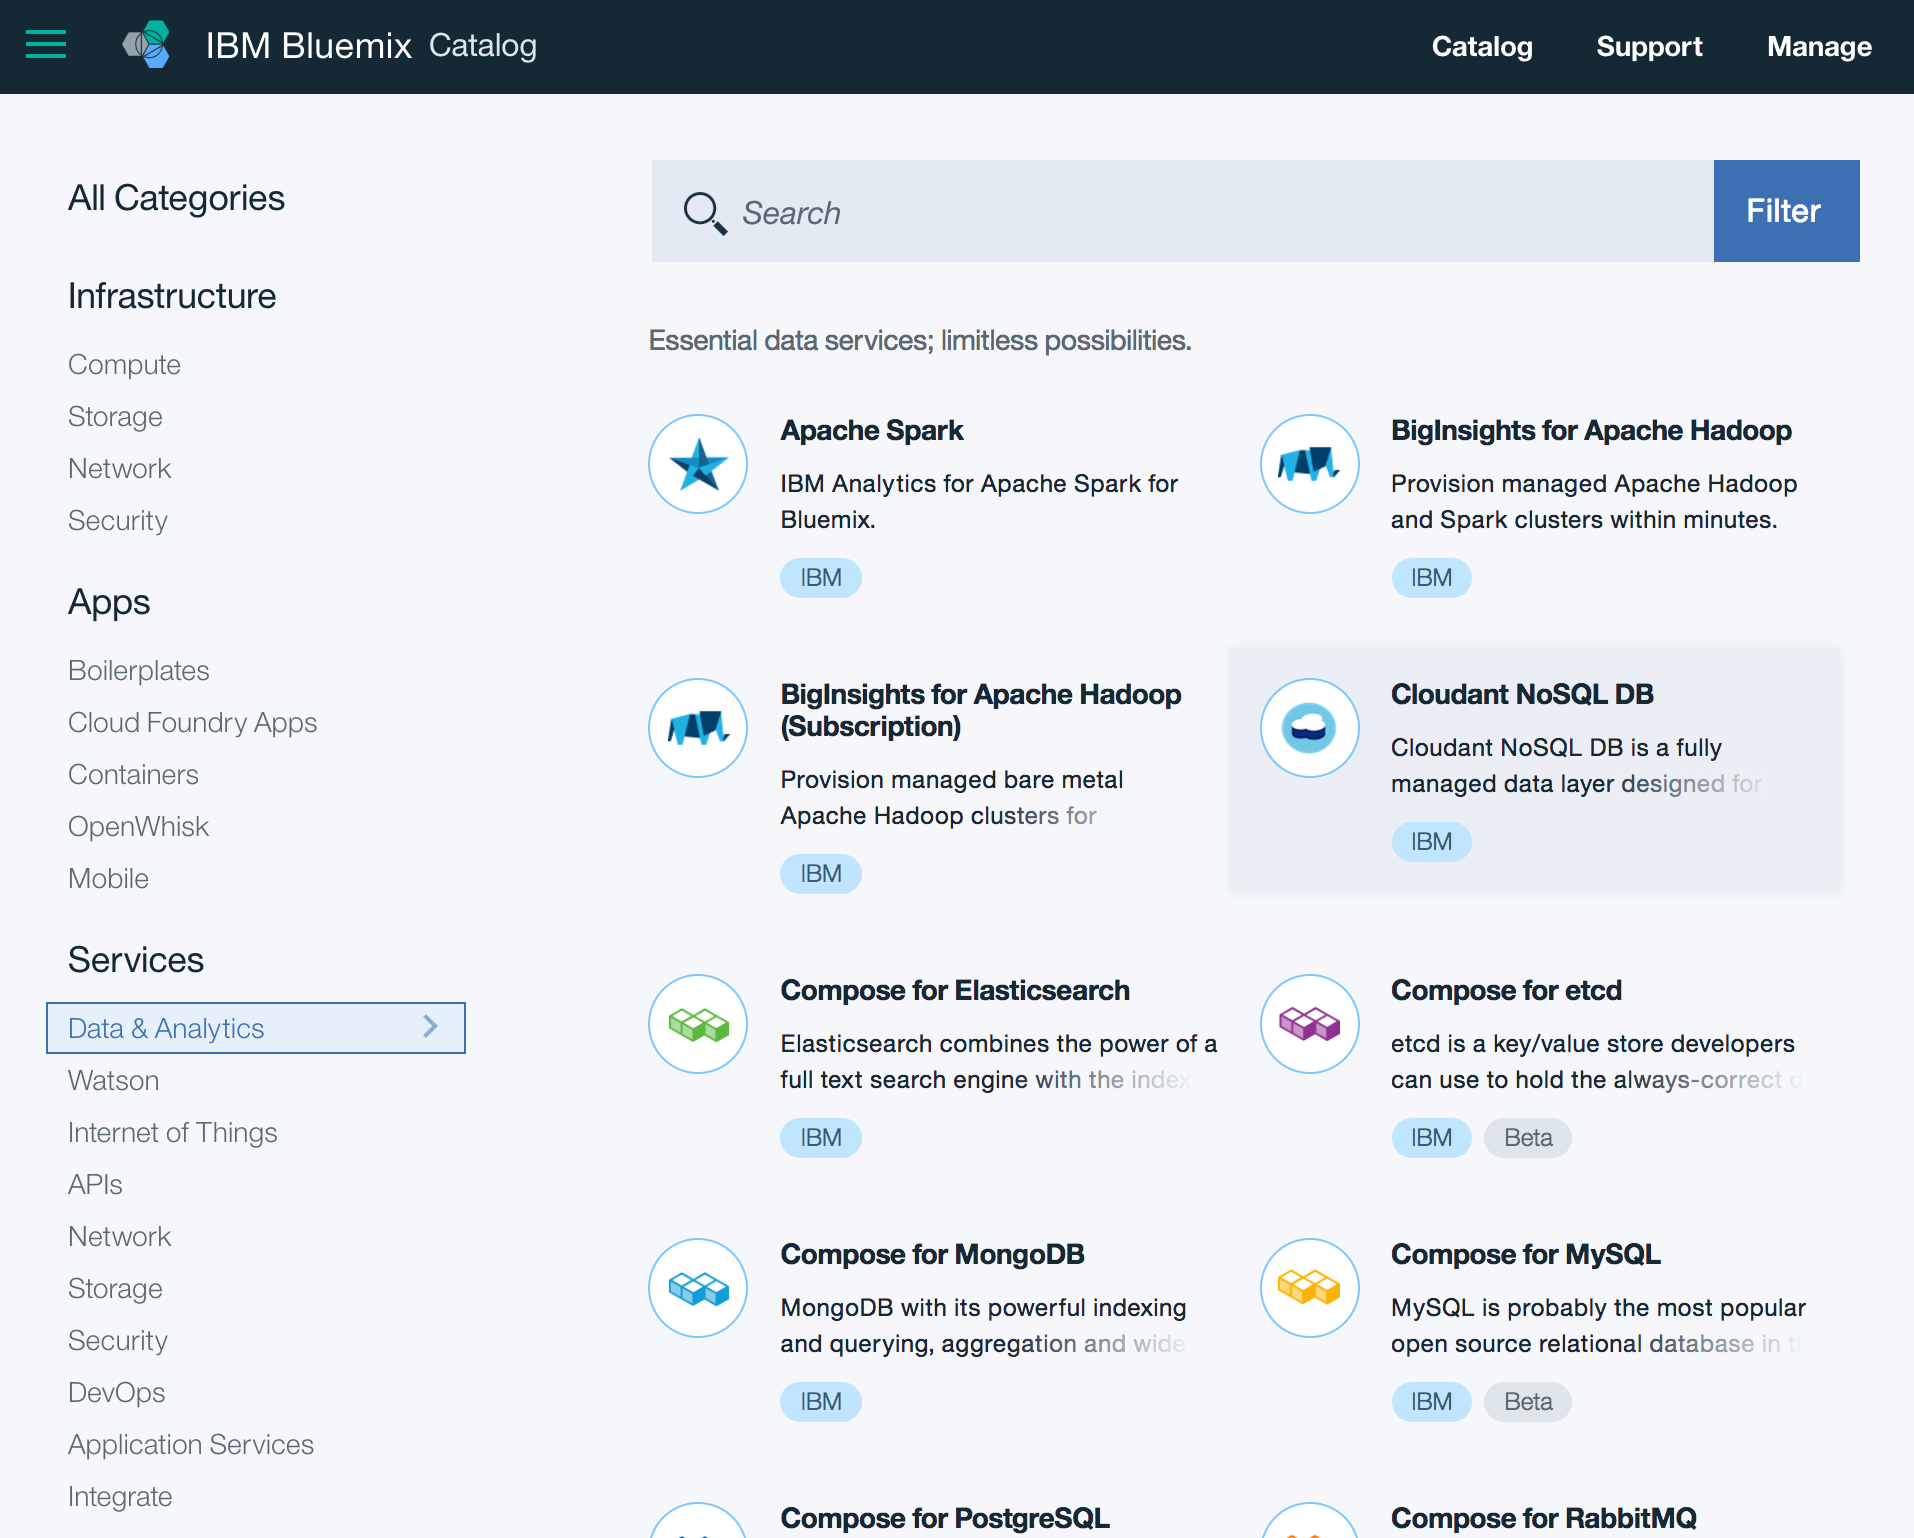 IBM Bluemix Catalog
Catalog
Support
Manage
All Categories
Infrastructure
Compute
Storage
Network
Security
Apps
Boilerplates
Cloud Foundry Apps
Containers
OpenWhisk
Mobile
Services
Data & Analytics
Watson
Internet of Things
APIs
Network
Storage
Security
DevOps
Application Services
Integrate
Search
Filter
Essential data services; limitless possibilities.
Apache Spark
IBM Analytics for Apache Spark for
Bluemix.
IBM
BigInsights for Apache Hadoop
Provision managed Apache Hadoop
and Spark clusters within minutes.
IBM
BigInsights for Apache Hadoop
(Subscription)
Provision managed bare metal
Apache Hadoop clusters for
IBM
Cloudant NoSQL DB
Cloudant NoSQL DB is a fully
managed data layer designed for
IBM
Compose for Elasticsearch
Elasticsearch combines the power of a
full text search engine with the index
IBM
Compose for etcd
etcd is a key/value store developers
can use to hold the always-correct
IBM
Beta
Compose for MongoDB
MongoDB with its powerful indexing
and querying, aggregation and wide
IBM
Compose for MySQL
MySQL is probably the most popular
open source relational database in
IBM
Beta
Compose for PostgreSQL
Compose for RabbitMQ